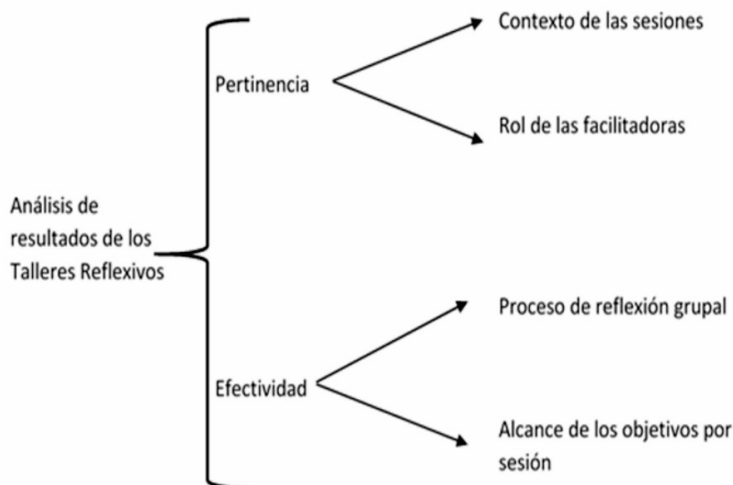 Contexto de las sesiones
Pertinencia
Rol de las facilitadoras
Análisis de
resultados de los
Talleres Reflexivos
Proceso de reflexión grupal
Efectividad
Alcance de los objetivos por
sesión